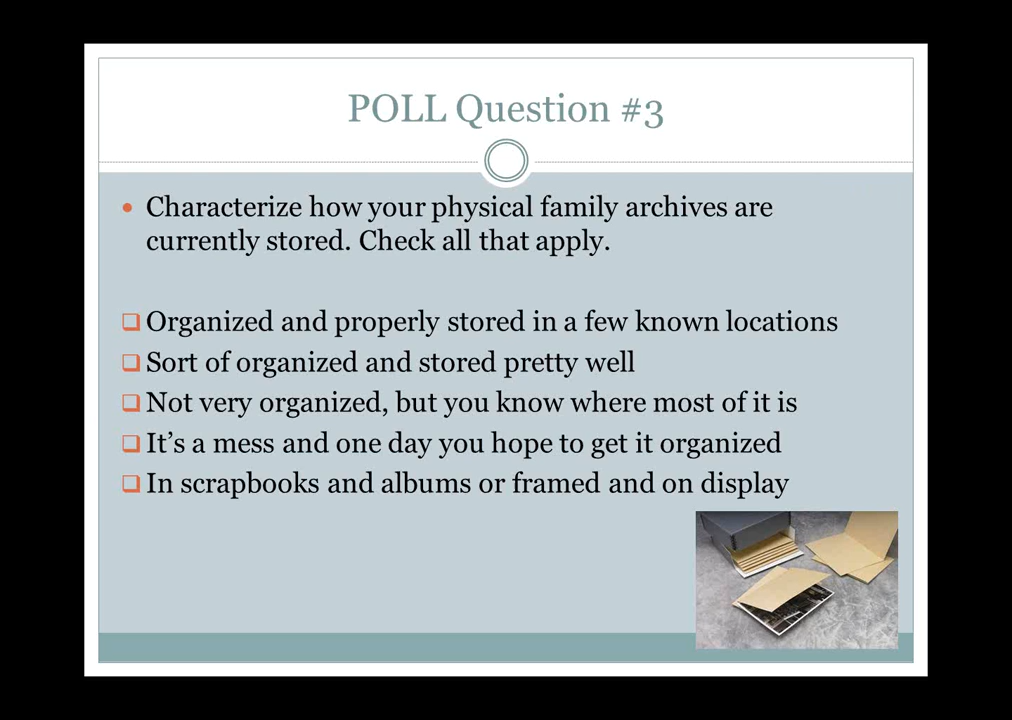 POLL Question #3
Characterize how your physical family archives are
currently stored. Check all that apply.
Organized and properly stored in a few known locations
Sort of organized and stored pretty well
Not very organized, but you know where most of it is
It’s a mess and one day you hope to get it organized
In scrapbooks and albums or framed and on display